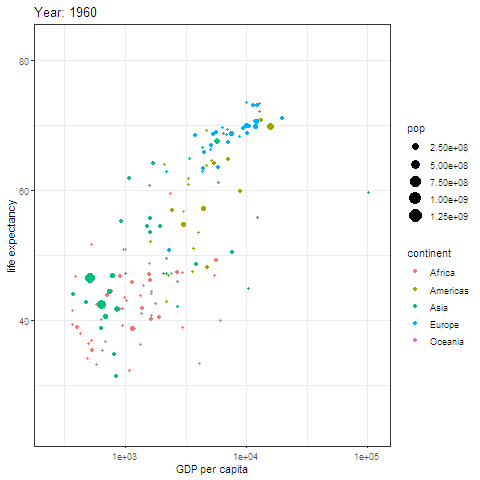 Year: 1960
80
60
40
life expectancy
1e+03
1e+04
1e+05
GDP per capita
pop
2.50e+08
5.00e+08
7.50e+08
1.00e+09
1.25e+09
continent
Africa
Americas
Asia
Europe
Oceania